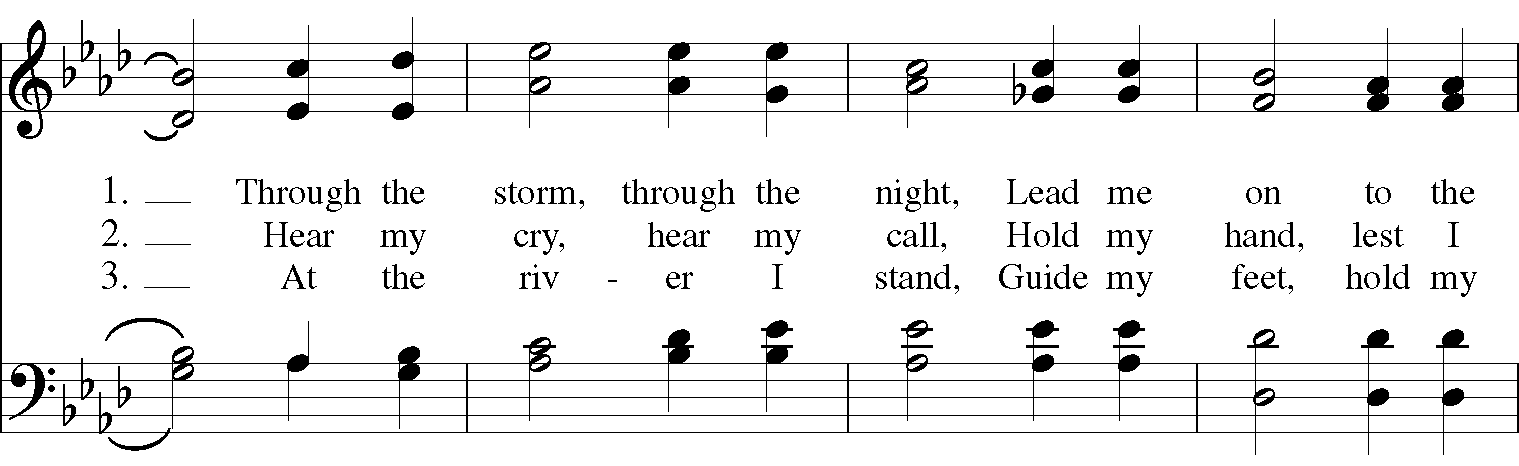 1. Through the storm, through the night, Lead me on to the
2. Hear my cry, hear my call, Hold my hand, lest I
3. At the riv - er I stand, Guide my feet, hold my